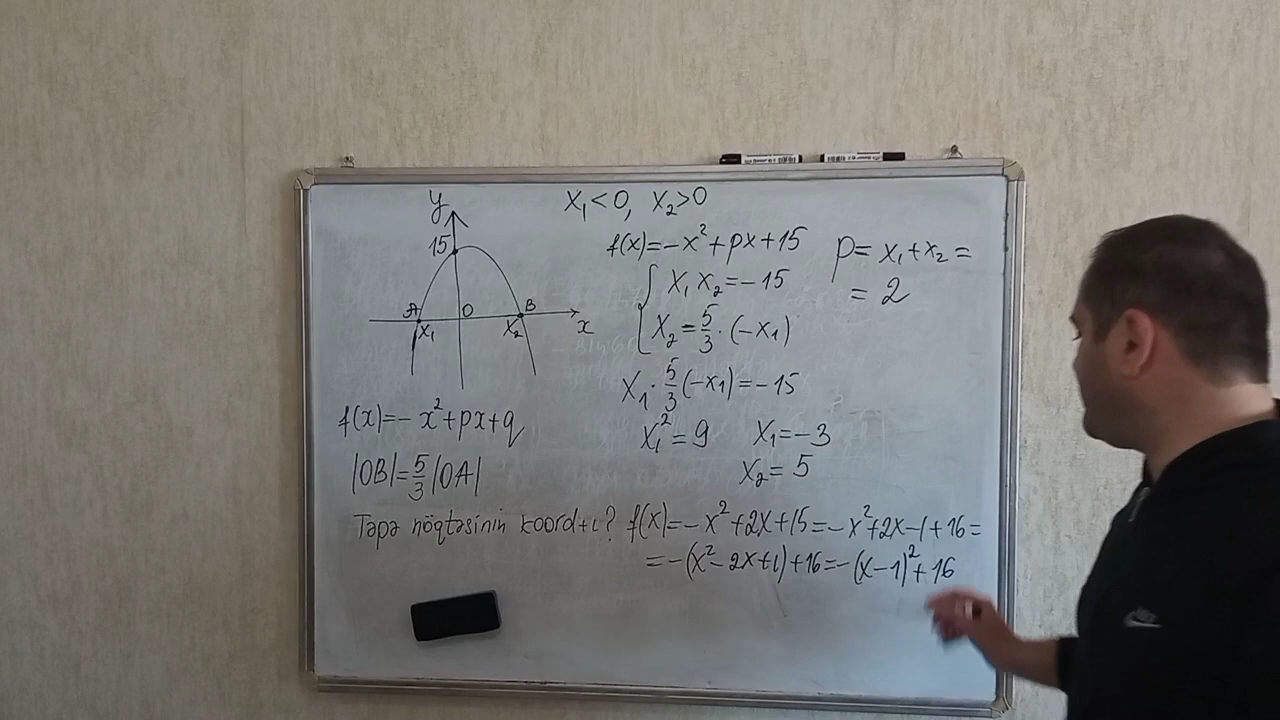 y
15
A O B
x₁ x₂ x
f(x)=-x²+px+q
|OB|=5/3|OA|
Təpə nöqtəsinin koord-ı?
x₁<0, x₂>0
f(x)=-x²+px+15
{ x₁x₂=-15
x₂=5/3·(-x₁)
x₁·5/3(-x₁)=-15
x₁²=9 x₁=-3
x₂=5
p=x₁+x₂=
=2
f(x)=-x²+2x+15=-x²+2x-1+16=
=-(x²-2x+1)+16=-(x-1)²+16